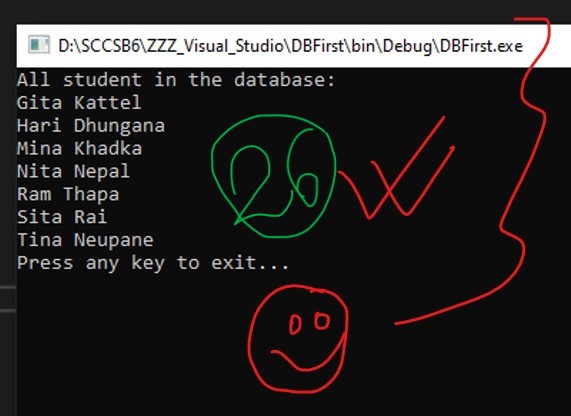 D:\SCCSB6\ZZZ_Visual_Studio\DBFirst\bin\Debug\DBFirst.exe
All student in the database:
Gita Kattel
Hari Dhungana
Mina Khadka
Nita Nepal
Ram Thapa
Sita Rai
Tina Neupane
Press any key to exit...
26